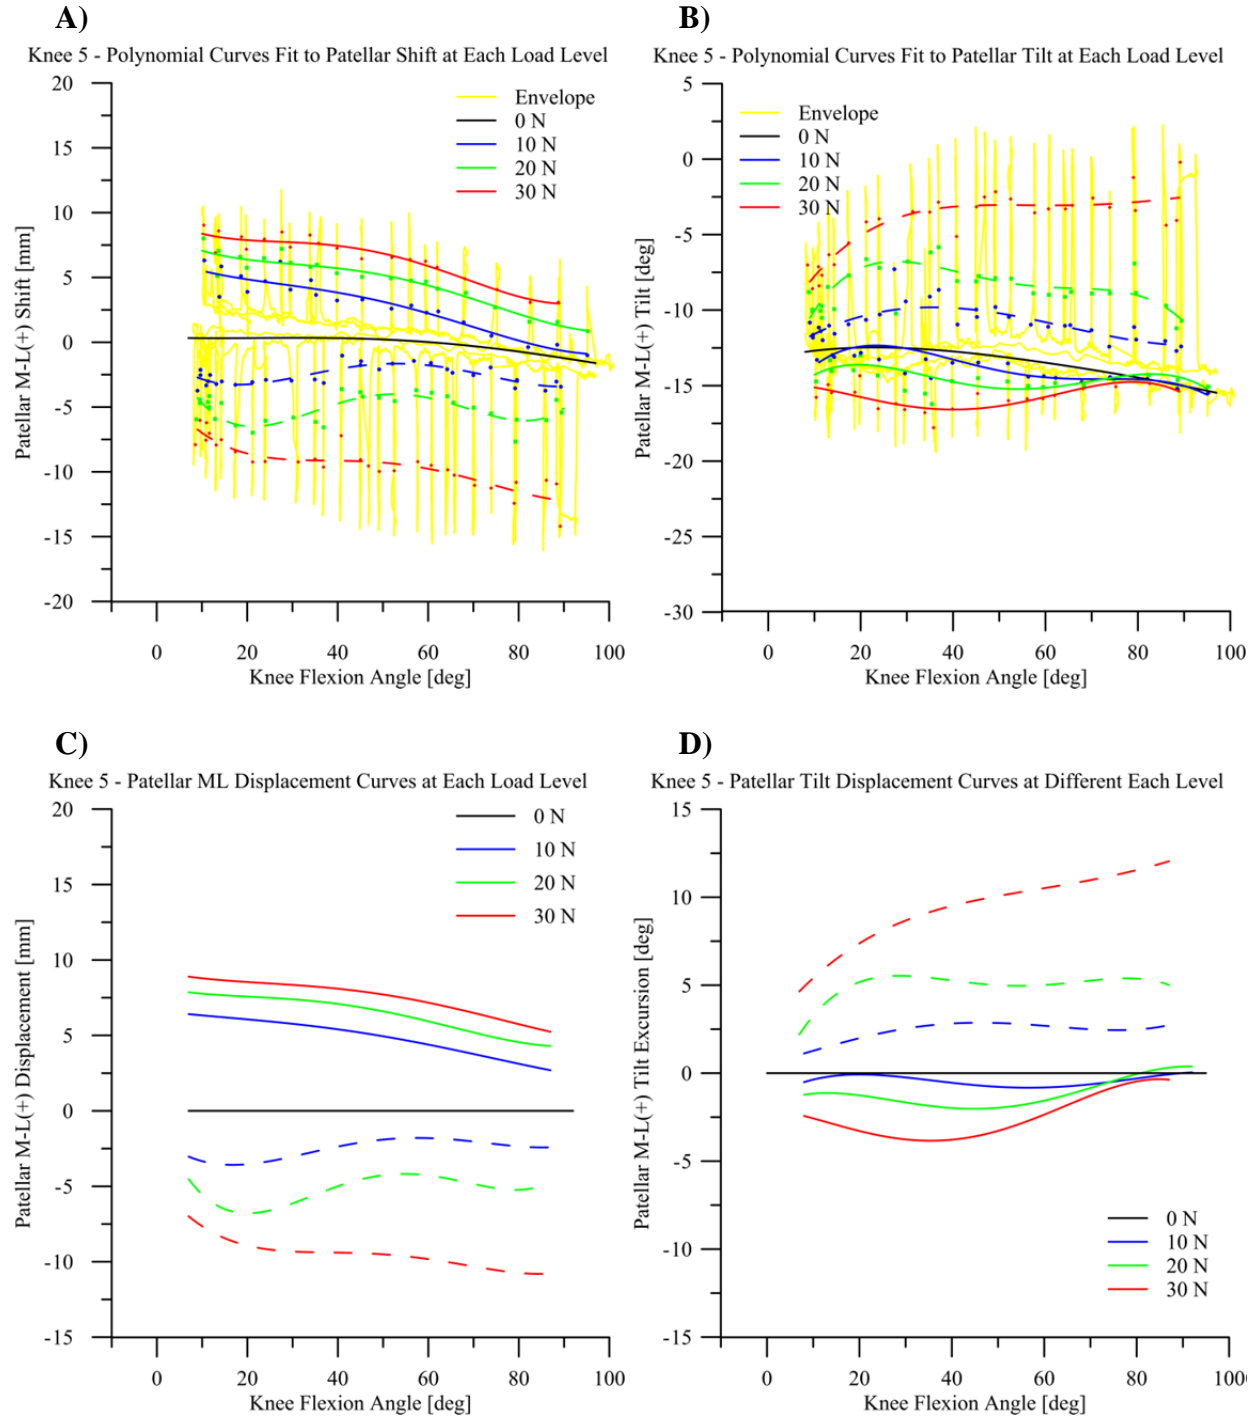 A)
Knee 5 - Polynomial Curves Fit to Patellar Shift at Each Load Level
Patellar M-L(+) Shift [mm]
20
15
10
5
0
-5
-10
-15
-20
Envelope
0 N
10 N
20 N
30 N
0 20 40 60 80 100
Knee Flexion Angle [deg]
B)
Knee 5 - Polynomial Curves Fit to Patellar Tilt at Each Load Level
Patellar M-L(+) Tilt [deg]
5
0
-5
-10
-15
-20
-25
-30
Envelope
0 N
10 N
20 N
30 N
0 20 40 60 80 100
Knee Flexion Angle [deg]
C)
Knee 5 - Patellar ML Displacement Curves at Each Load Level
Patellar M-L(+) Displacement [mm]
20
15
10
5
0
-5
-10
-15
0 N
10 N
20 N
30 N
0 20 40 60 80 100
Knee Flexion Angle [deg]
D)
Knee 5 - Patellar Tilt Displacement Curves at Different Each Level
Patellar M-L(+) Tilt Excursion [deg]
15
10
5
0
-5
-10
-15
0 N
10 N
20 N
30 N
0 20 40 60 80 100
Knee Flexion Angle [deg]